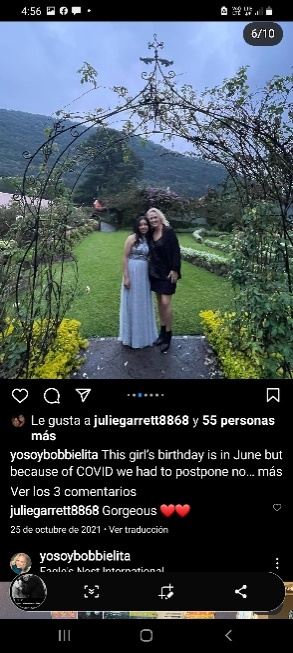 4:56
6/10
Le gusta a juliegarrett8868 y 55 personas
más
yosoybobbielita This girl's birthday is in June but
because of COVID we had to postpone no... más
Ver los 3 comentarios
juliegarrett8868 Gorgeous ❤️❤️
25 de octubre de 2021 • Ver traducción
yosoybobbielita
Eagle's Nest International